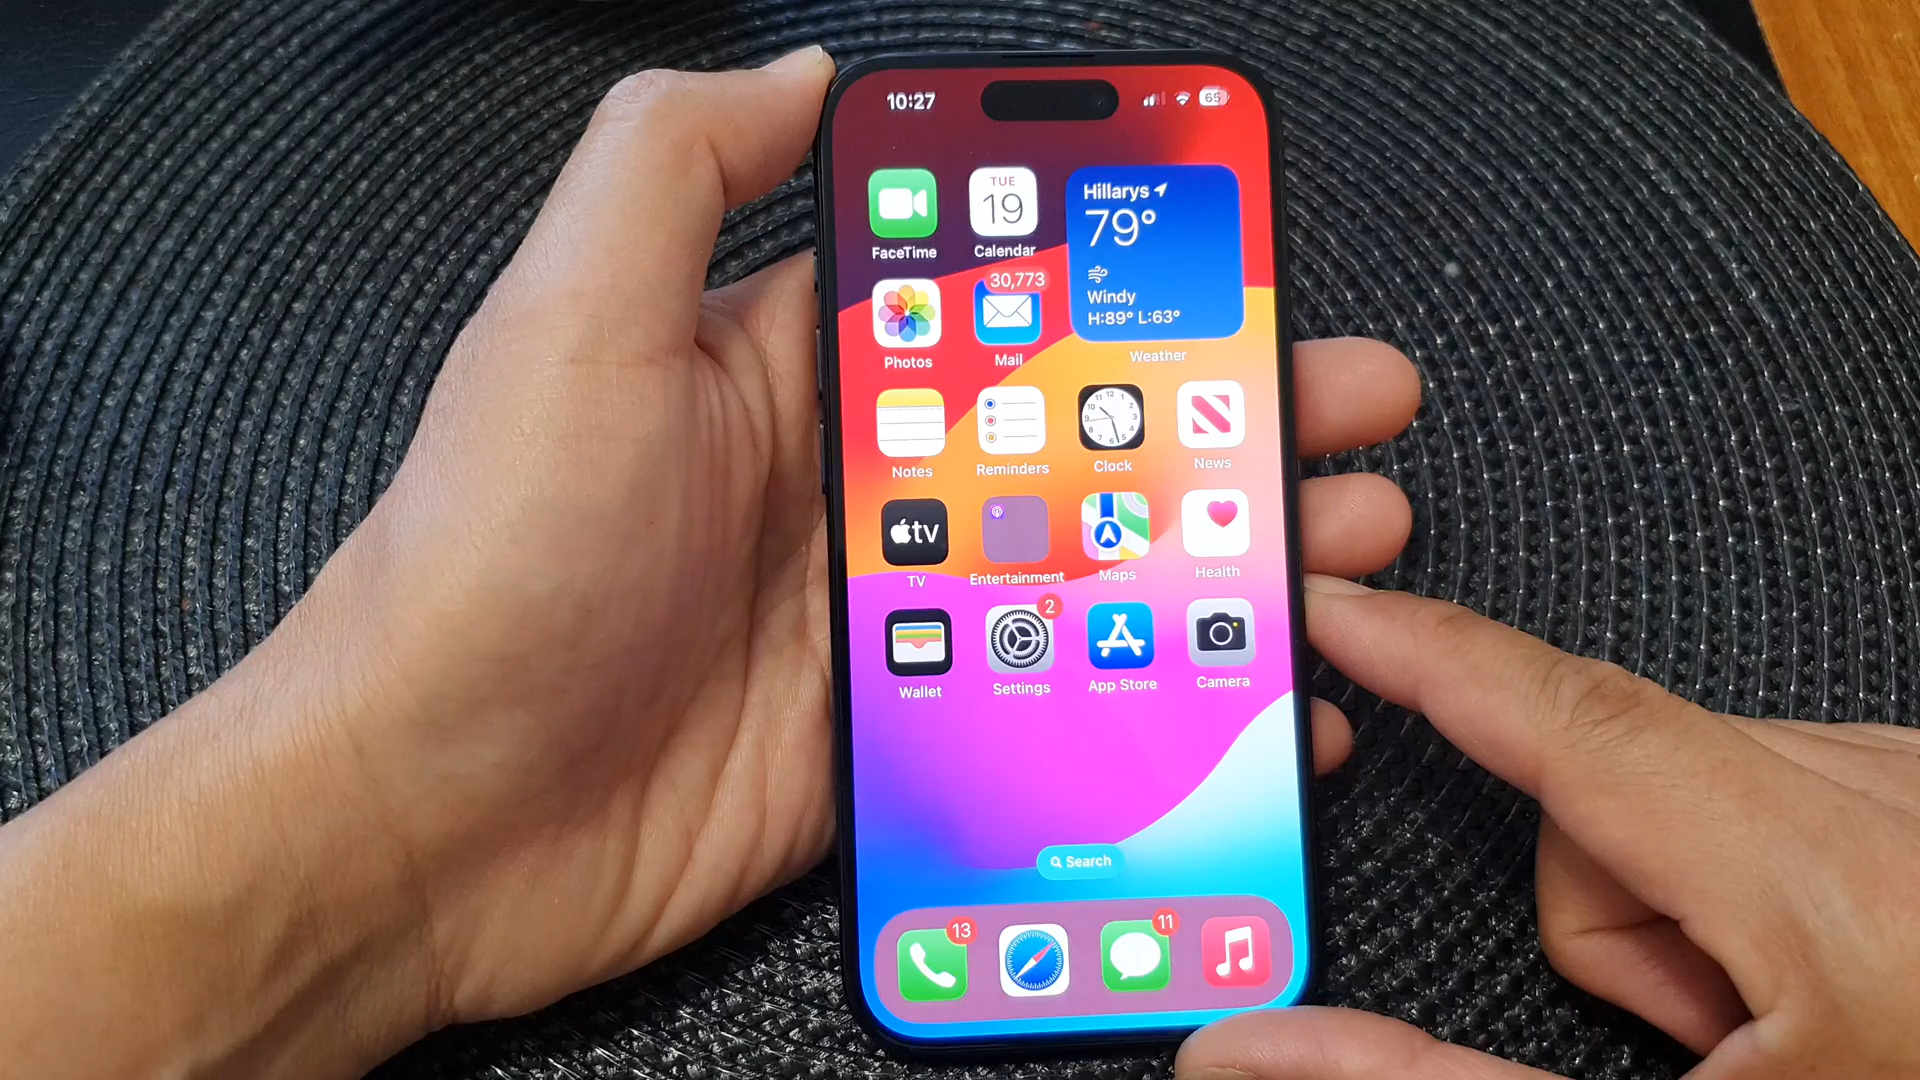 10:27
65
TUE
19
Hillarys
79°
FaceTime
Calendar
Windy
H:89° L:63°
30,773
Photos
Mail
Weather
Notes
Reminders
Clock
News
tv
TV
Entertainment
Maps
Health
2
Wallet
Settings
App Store
Camera
Search
13
11